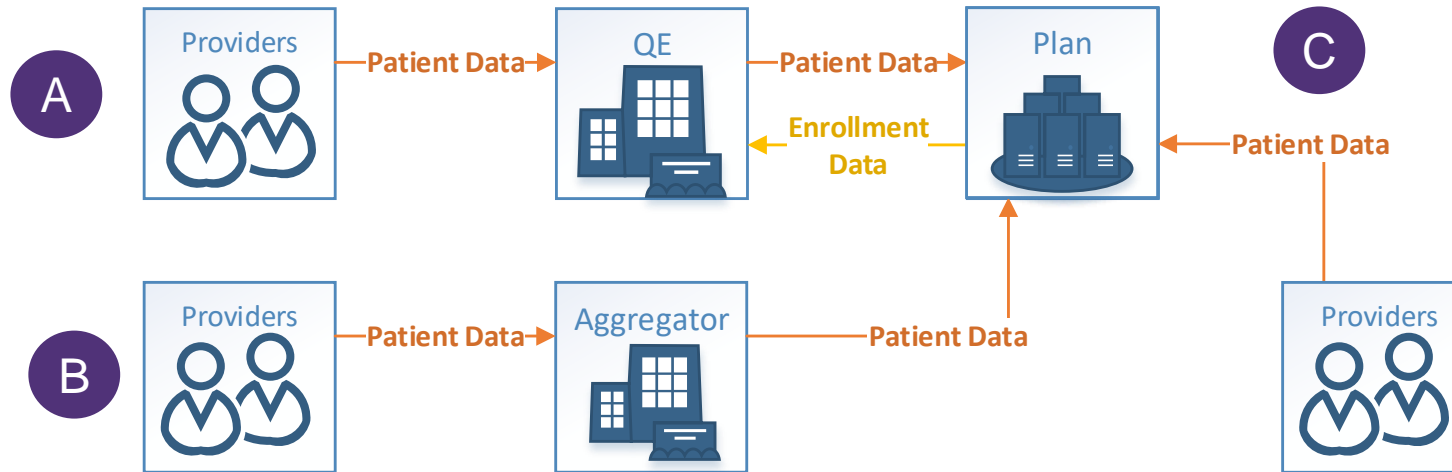 A
Providers
Patient Data
QE
Patient Data
Enrollment
Data
Plan
C
Patient Data
B
Providers
Patient Data
Aggregator
Patient Data
Providers